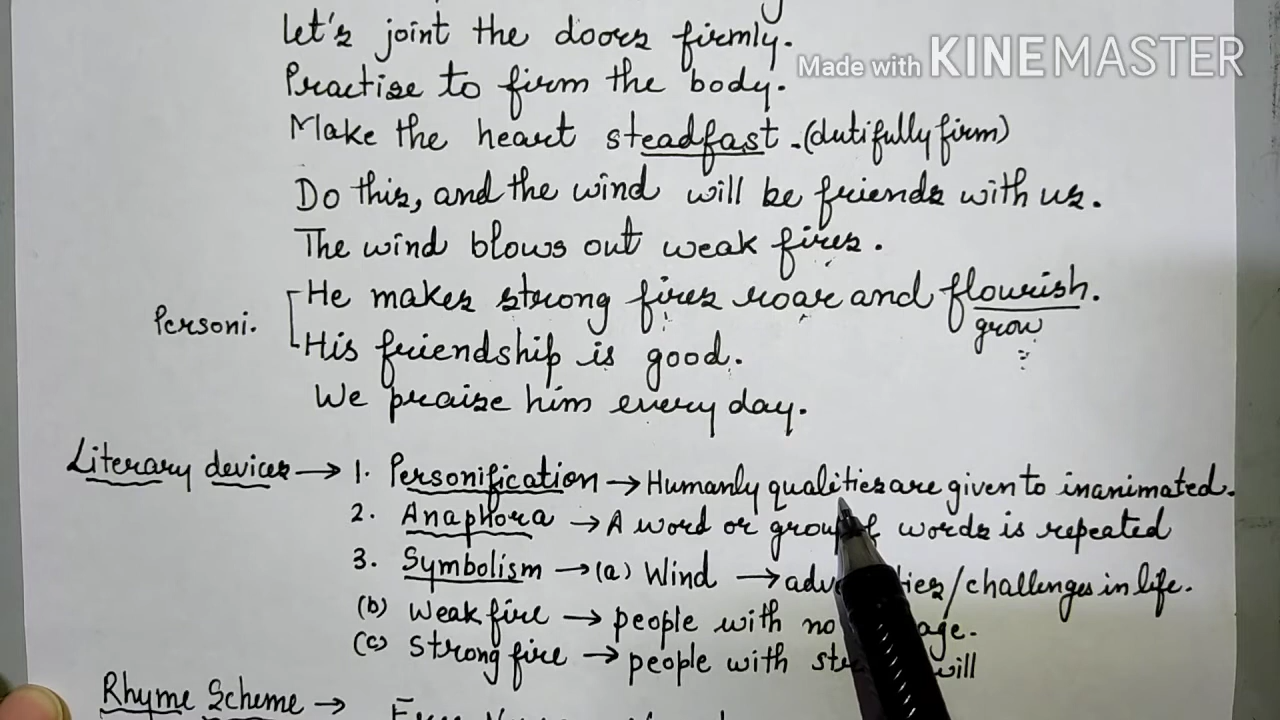 Let's joint the doors firmly.
Made with KINEMASTER
Practise to firm the body.
Make the heart steadfast. (dutifully firm)
Do this, and the wind will be friends with us.
The wind blows out weak fires.
He makes strong fires roar and flourish.
grow
Personi.
His friendship is good.
We praise him every day.
Literary devices → 1. Personification → Humanly qualities are given to inanimated.
2. Anaphora → A word or group of words is repeated
3. Symbolism → (a) Wind → /challenges in life.
(b) Weak fire → people with no
(c) Strong fire → people with will
Rhyme Scheme →